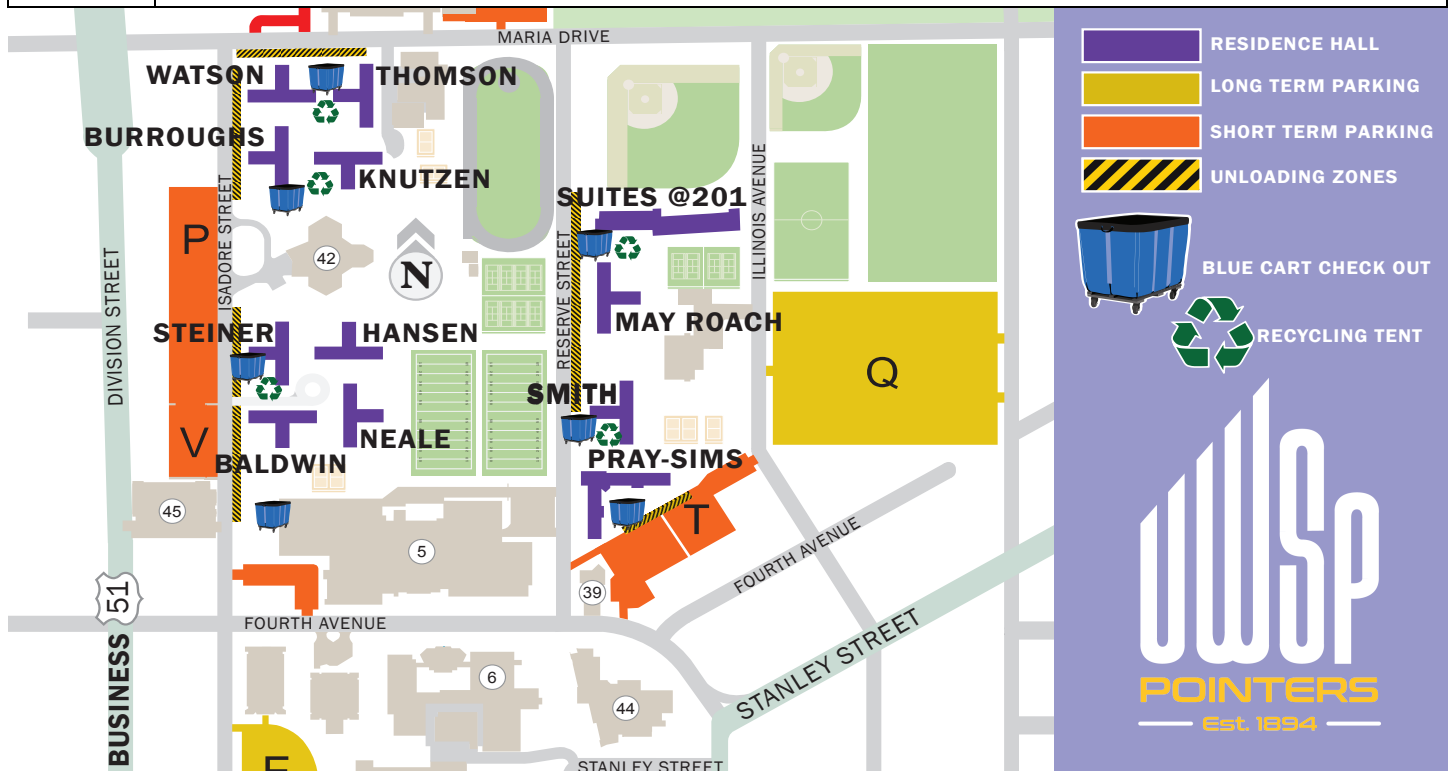 MARIA DRIVE
WATSON
THOMSON
BURROUGHS
KNUTZEN
SUITES @201
ISADORE STREET
ILLINOIS AVENUE
P
42
N
DIVISION STREET
RESERVE STREET
STEINER
HANSEN
MAY ROACH
Q
SMITH
V
NEALE
BALDWIN
PRAY-SIMS
45
T
5
FOURTH AVENUE
39
51
BUSINESS
FOURTH AVENUE
STANLEY STREET
6
44
STANLEY STREET
RESIDENCE HALL
LONG TERM PARKING
SHORT TERM PARKING
UNLOADING ZONES
BLUE CART CHECK OUT
RECYCLING TENT
UWSP
POINTERS
Est. 1894